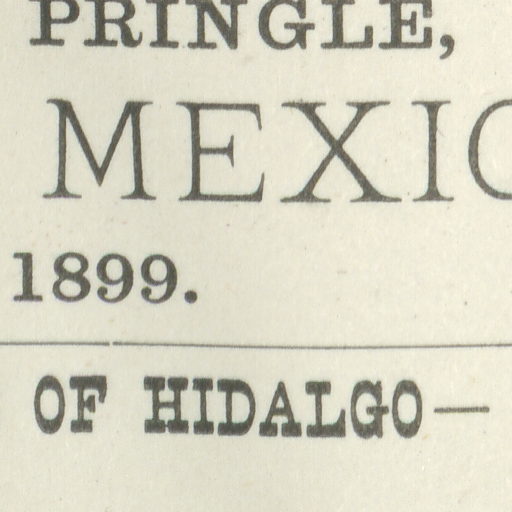 PRINGLE,
MEXIC
1899.
OF HIDALGO—